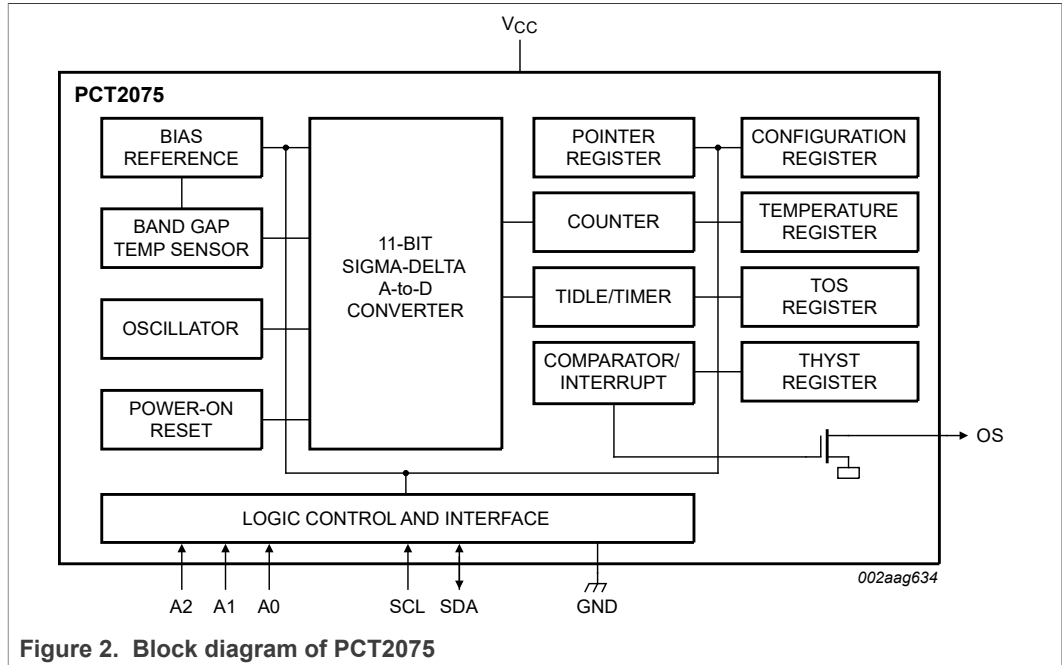 VCC
PCT2075
BIAS
REFERENCE
BAND GAP
TEMP SENSOR
OSCILLATOR
POWER-ON
RESET
11-BIT
SIGMA-DELTA
A-to-D
CONVERTER
POINTER
REGISTER
COUNTER
TIDLE/TIMER
COMPARATOR/
INTERRUPT
CONFIGURATION
REGISTER
TEMPERATURE
REGISTER
TOS
REGISTER
THYST
REGISTER
OS
LOGIC CONTROL AND INTERFACE
002aag634
A2 A1 A0 SCL SDA GND
Figure 2. Block diagram of PCT2075